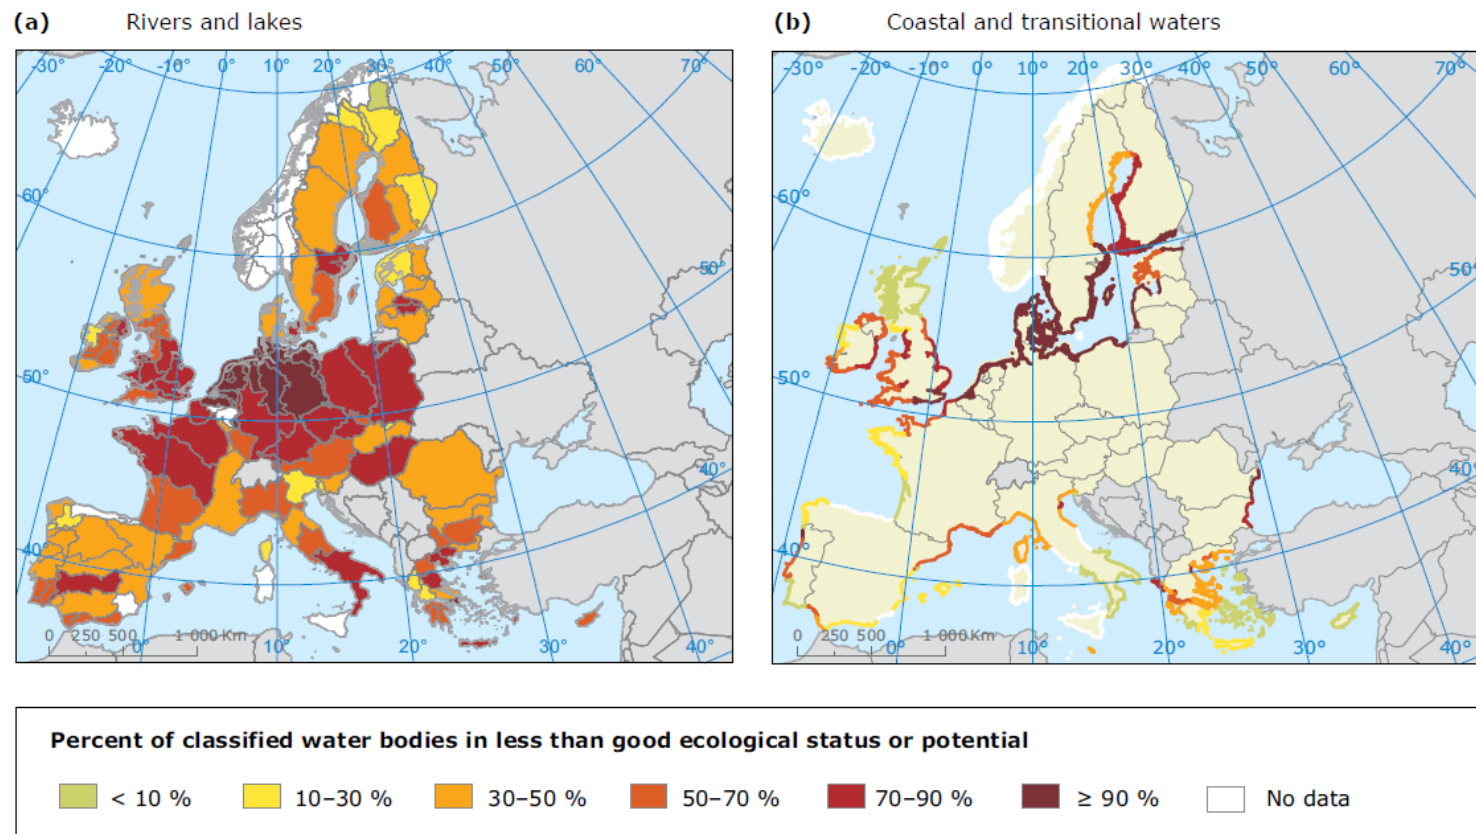 (a) Rivers and lakes
(b) Coastal and transitional waters
-30° -20° -10° 0° 10° 20° 30° 40° 50° 60° 70°
60°
50°
50°
40°
40°
0 250 500 1 000 Km
0° 10° 20° 30° 40°
-30° -20° -10° 0° 10° 20° 30° 40° 50° 60° 70°
60°
50°
50°
40°
40°
0 250 500 1 000 Km
0° 10° 20° 30° 40°
Percent of classified water bodies in less than good ecological status or potential
< 10 % 10–30 % 30–50 % 50–70 % 70–90 % ≥ 90 % No data